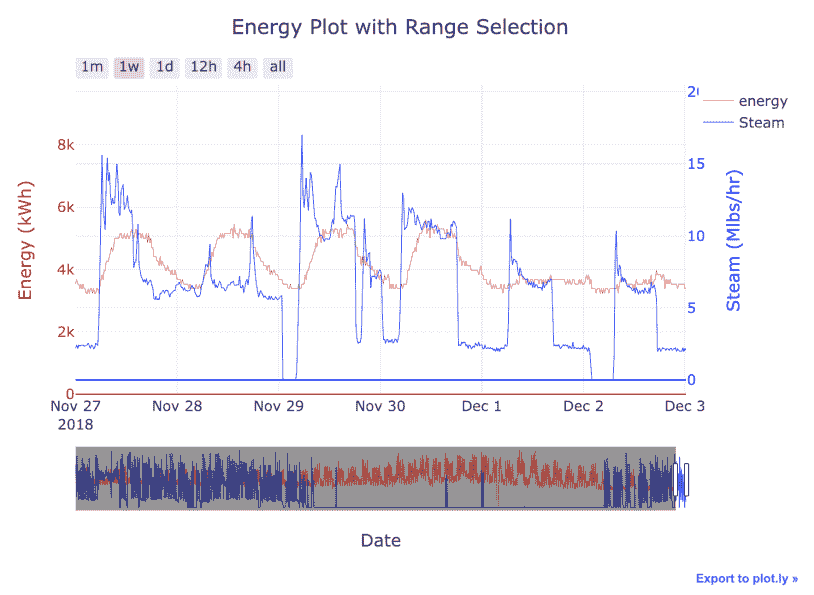 Energy Plot with Range Selection
1m 1w 1d 12h 4h all
energy
Steam
Energy (kWh)
8k
6k
4k
2k
0
Steam (Mlbs/hr)
15
10
5
0
Nov 27 Nov 28 Nov 29 Nov 30 Dec 1 Dec 2 Dec 3
2018
Date
Export to plot.ly »